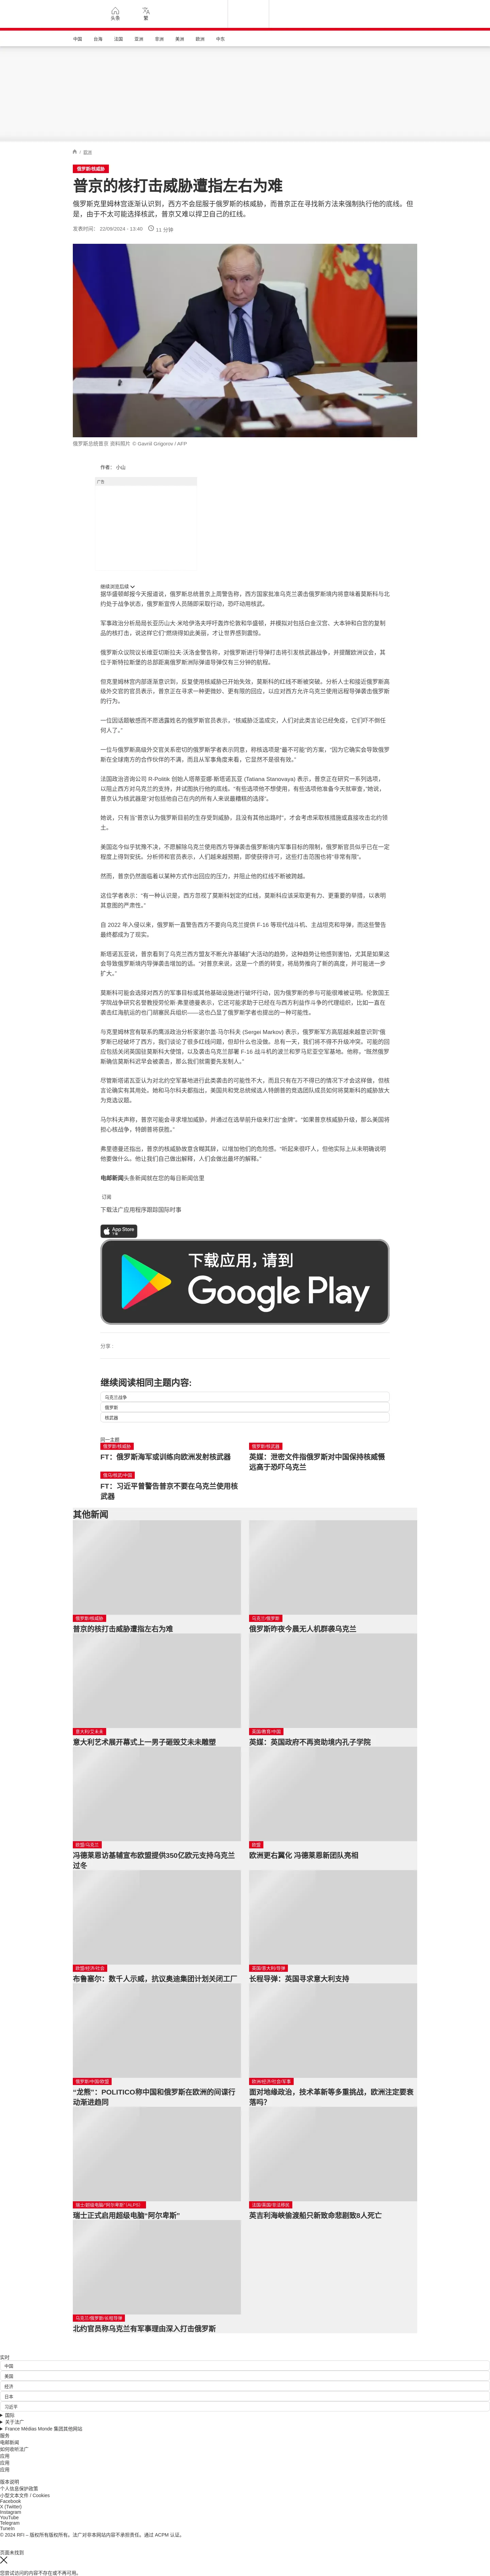 头条
繁
中国
台海
法国
亚洲
非洲
美洲
欧洲
中东
/ 欧洲
俄罗斯/核威胁
普京的核打击威胁遭指左右为难
俄罗斯克里姆林宫逐渐认识到，西方不会屈服于俄罗斯的核威胁，而普京正在寻找新方法来强制执行他的底线。但是，由于不太可能选择核武，普京又难以捍卫自己的红线。
发表时间： 22/09/2024 - 13:40
11 分钟
俄罗斯总统普京 资料照片 © Gavriil Grigorov / AFP
作者： 小山
广告
继续浏览后续
据华盛顿邮报今天报道说，俄罗斯总统普京上周警告称，西方国家批准乌克兰袭击俄罗斯境内将意味着莫斯科与北约处于战争状态，俄罗斯宣传人员随即采取行动，恐吓动用核武。
军事政治分析局局长亚历山大·米哈伊洛夫呼吁轰炸伦敦和华盛顿，并模拟对包括白金汉宫、大本钟和白宫的复制品的核打击，说这样它们“燃烧得如此美丽，才让世界感到震惊。
俄罗斯众议院议长维亚切斯拉夫·沃洛金警告称，对俄罗斯进行导弹打击将引发核武器战争，并提醒欧洲议会，其位于斯特拉斯堡的总部距离俄罗斯洲际弹道导弹仅有三分钟的航程。
但克里姆林宫内部逐渐意识到，反复使用核威胁已开始失效，莫斯科的红线不断被突破。分析人士和接近俄罗斯高级外交官的官员表示，普京正在寻求一种更微妙、更有限的回应，以应对西方允许乌克兰使用远程导弹袭击俄罗斯的行为。
一位因话题敏感而不愿透露姓名的俄罗斯官员表示，“核威胁泛滥成灾，人们对此类言论已经免疫，它们吓不倒任何人了。”
一位与俄罗斯高级外交官关系密切的俄罗斯学者表示同意，称核选项是“最不可能”的方案，“因为它确实会导致俄罗斯在全球南方的合作伙伴的不满，而且从军事角度来看，它显然不是很有效。”
法国政治咨询公司 R-Politik 创始人塔蒂亚娜·斯塔诺瓦亚 (Tatiana Stanovaya) 表示，普京正在研究一系列选项，以阻止西方对乌克兰的支持，并试图执行他的底线。“有些选项他不想使用，有些选项他准备今天就审查，”她说，普京认为核武器是“对包括他自己在内的所有人来说最糟糕的选择”。
她说，只有当“普京认为俄罗斯目前的生存受到威胁，且没有其他出路时”，才会考虑采取核措施或直接攻击北约领土。
美国迄今似乎犹豫不决，不愿解除乌克兰使用西方导弹袭击俄罗斯境内军事目标的限制，俄罗斯官员似乎已在一定程度上得到安抚。分析师和官员表示，人们越来越预期，即使获得许可，这些打击范围也将“非常有限”。
然而，普京仍然面临着以某种方式作出回应的压力，并阻止他的红线不断被跨越。
这位学者表示：“有一种认识是，西方忽视了莫斯科划定的红线，莫斯科应该采取更有力、更重要的举措，以表明其意图的严肃性。”
自 2022 年入侵以来，俄罗斯一直警告西方不要向乌克兰提供 F-16 等现代战斗机、主战坦克和导弹，而这些警告最终都成为了现实。
斯塔诺瓦亚说，普京看到了乌克兰西方盟友不断允许基辅扩大活动的趋势，这种趋势让他感到害怕，尤其是如果这会导致俄罗斯境内导弹袭击增加的话。“对普京来说，这是一个质的转变，将局势推向了新的高度，并可能进一步扩大。”
莫斯科可能会选择对西方的军事目标或其他基础设施进行破坏行动，因为俄罗斯的参与可能很难被证明。伦敦国王学院战争研究名誉教授劳伦斯·弗里德曼表示，它还可能求助于已经在与西方利益作斗争的代理组织，比如一直在袭击红海航运的也门胡塞民兵组织——这也凸显了俄罗斯学者也提出的一种可能性。
与克里姆林宫有联系的鹰派政治分析家谢尔盖·马尔科夫 (Sergei Markov) 表示，俄罗斯军方高层越来越意识到“俄罗斯已经破坏了西方，我们谈论了很多红线问题，但却什么也没做。总有一天，我们将不得不升级冲突。可能的回应包括关闭英国驻莫斯科大使馆，以及袭击乌克兰部署 F-16 战斗机的波兰和罗马尼亚空军基地。他称，“既然俄罗斯确信莫斯科迟早会被袭击，那么我们就需要先发制人。”
尽管斯塔诺瓦亚认为对北约空军基地进行此类袭击的可能性不大，而且只有在万不得已的情况下才会这样做，但核言论确实有其用处。她和马尔科夫都指出，美国共和党总统候选人特朗普的竞选团队成员如何将莫斯科的威胁放大为竞选议题。
马尔科夫声称，普京可能会寻求增加威胁，并通过在选举前升级来打出“金牌”。“如果普京核威胁升级，那么美国将担心核战争，特朗普将获胜。”
弗里德曼还指出，普京的核威胁故意含糊其辞，以增加他们的危险感。“听起来很吓人，但他实际上从未明确说明他要做什么。他让我们自己做出解释，人们会做出最坏的解释。”
电邮新闻头条新闻就在您的每日新闻信里
订阅
下载法广应用程序跟踪国际时事
App Store
下载
下载应用，请到
Google Play
分享 :
继续阅读相同主题内容:
乌克兰战争
俄罗斯
核武器
同一主题
俄罗斯/核威胁
FT：俄罗斯海军或训练向欧洲发射核武器
俄罗斯/核武器
英媒：泄密文件指俄罗斯对中国保持核威慑 远高于恐吓乌克兰
俄乌/核武/中国
FT：习近平曾警告普京不要在乌克兰使用核武器
其他新闻
俄罗斯/核威胁
普京的核打击威胁遭指左右为难
乌克兰/俄罗斯
俄罗斯昨夜今晨无人机群袭乌克兰
意大利/艾未未
意大利艺术展开幕式上一男子砸毁艾未未雕塑
英国/教育/中国
英媒：英国政府不再资助境内孔子学院
欧盟/乌克兰
冯德莱恩访基辅宣布欧盟提供350亿欧元支持乌克兰过冬
欧盟
欧洲更右翼化 冯德莱恩新团队亮相
欧盟/经济/社会
布鲁塞尔：数千人示威，抗议奥迪集团计划关闭工厂
英国/意大利/导弹
长程导弹：英国寻求意大利支持
俄罗斯/中国/欧盟
“龙熊”：POLITICO称中国和俄罗斯在欧洲的间谍行动渐进趋同
欧洲/经济/社会/军事
面对地缘政治，技术革新等多重挑战，欧洲注定要衰落吗？
瑞士/超级电脑/“阿尔卑斯”（ALPS）
瑞士正式启用超级电脑“阿尔卑斯”
法国/英国/非法移民
英吉利海峡偷渡船只新致命悲剧致8人死亡
乌克兰/俄罗斯/长程导弹
北约官员称乌克兰有军事理由深入打击俄罗斯
实时
中国
美国
经济
日本
习近平
国际
关于法广
France Médias Monde 集团其他网站
服务
电邮新闻
如何收听法广
应用
应用
应用
版本说明
个人信息保护政策
小型文本文件 / Cookies
Facebook
X (Twitter)
Instagram
YouTube
Telegram
TuneIn
© 2024 RFI – 版权所有版权所有。法广对非本网站内容不承担责任。通过 ACPM 认证。
页面未找到
您尝试访问的内容不存在或不再可用。